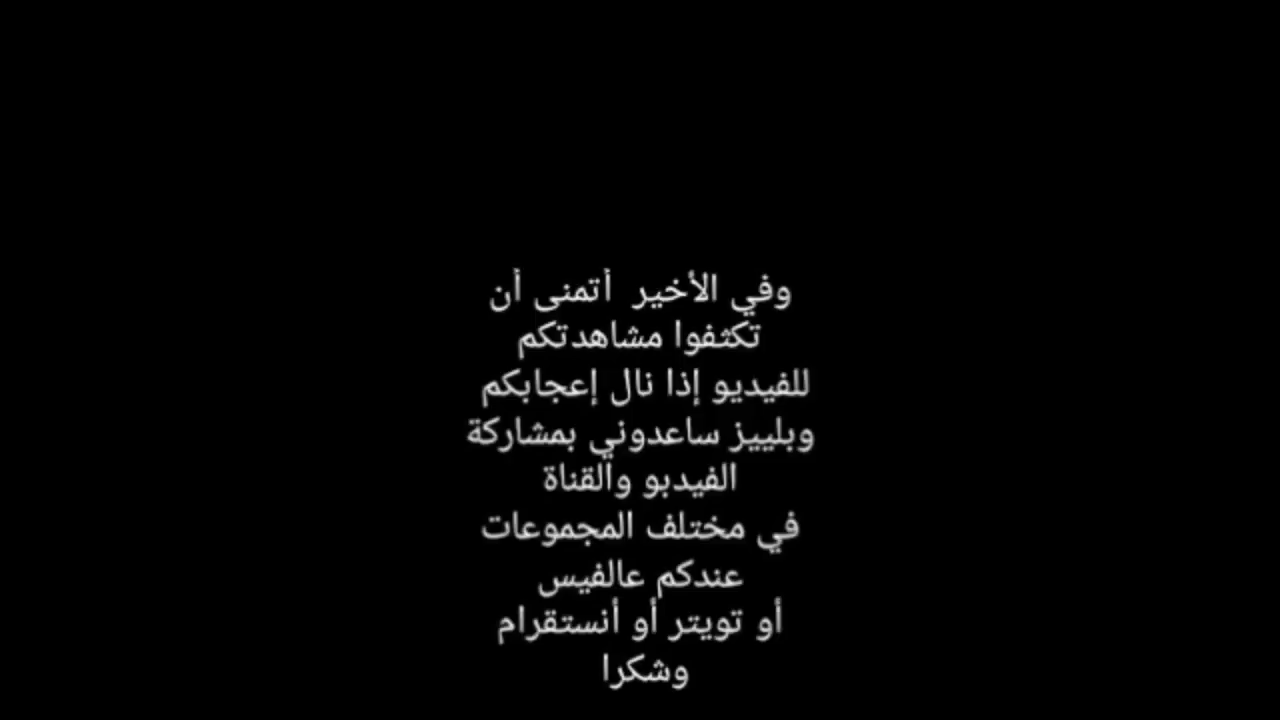 وفي الأخير أتمنى أن
تكثفوا مشاهدتكم
للفيديو إذا نال إعجابكم
وبلييز ساعدوني بمشاركة
الفيدبو والقناة
في مختلف المجموعات
عندكم عالفيس
أو تويتر أو أنستقرام
وشكرا